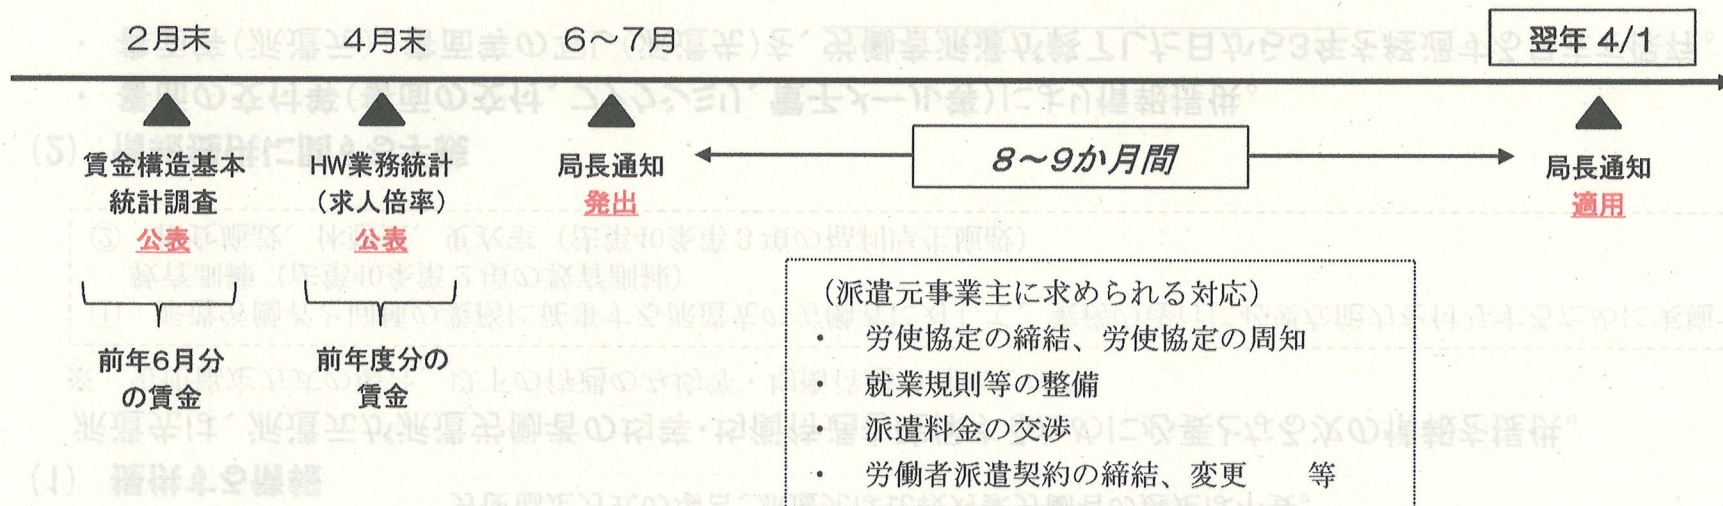 2月末
4月末
6~7月
翌年 4/1
賃金構造基本
統計調査
公表
HW業務統計
(求人倍率)
公表
局長通知
発出
8~9か月間
局長通知
適用
前年6月分
の賃金
前年度分の
賃金
(派遣元事業主に求められる対応)
・ 労使協定の締結、労使協定の周知
・ 就業規則等の整備
・ 派遣料金の交渉
・ 労働者派遣契約の締結、変更 等